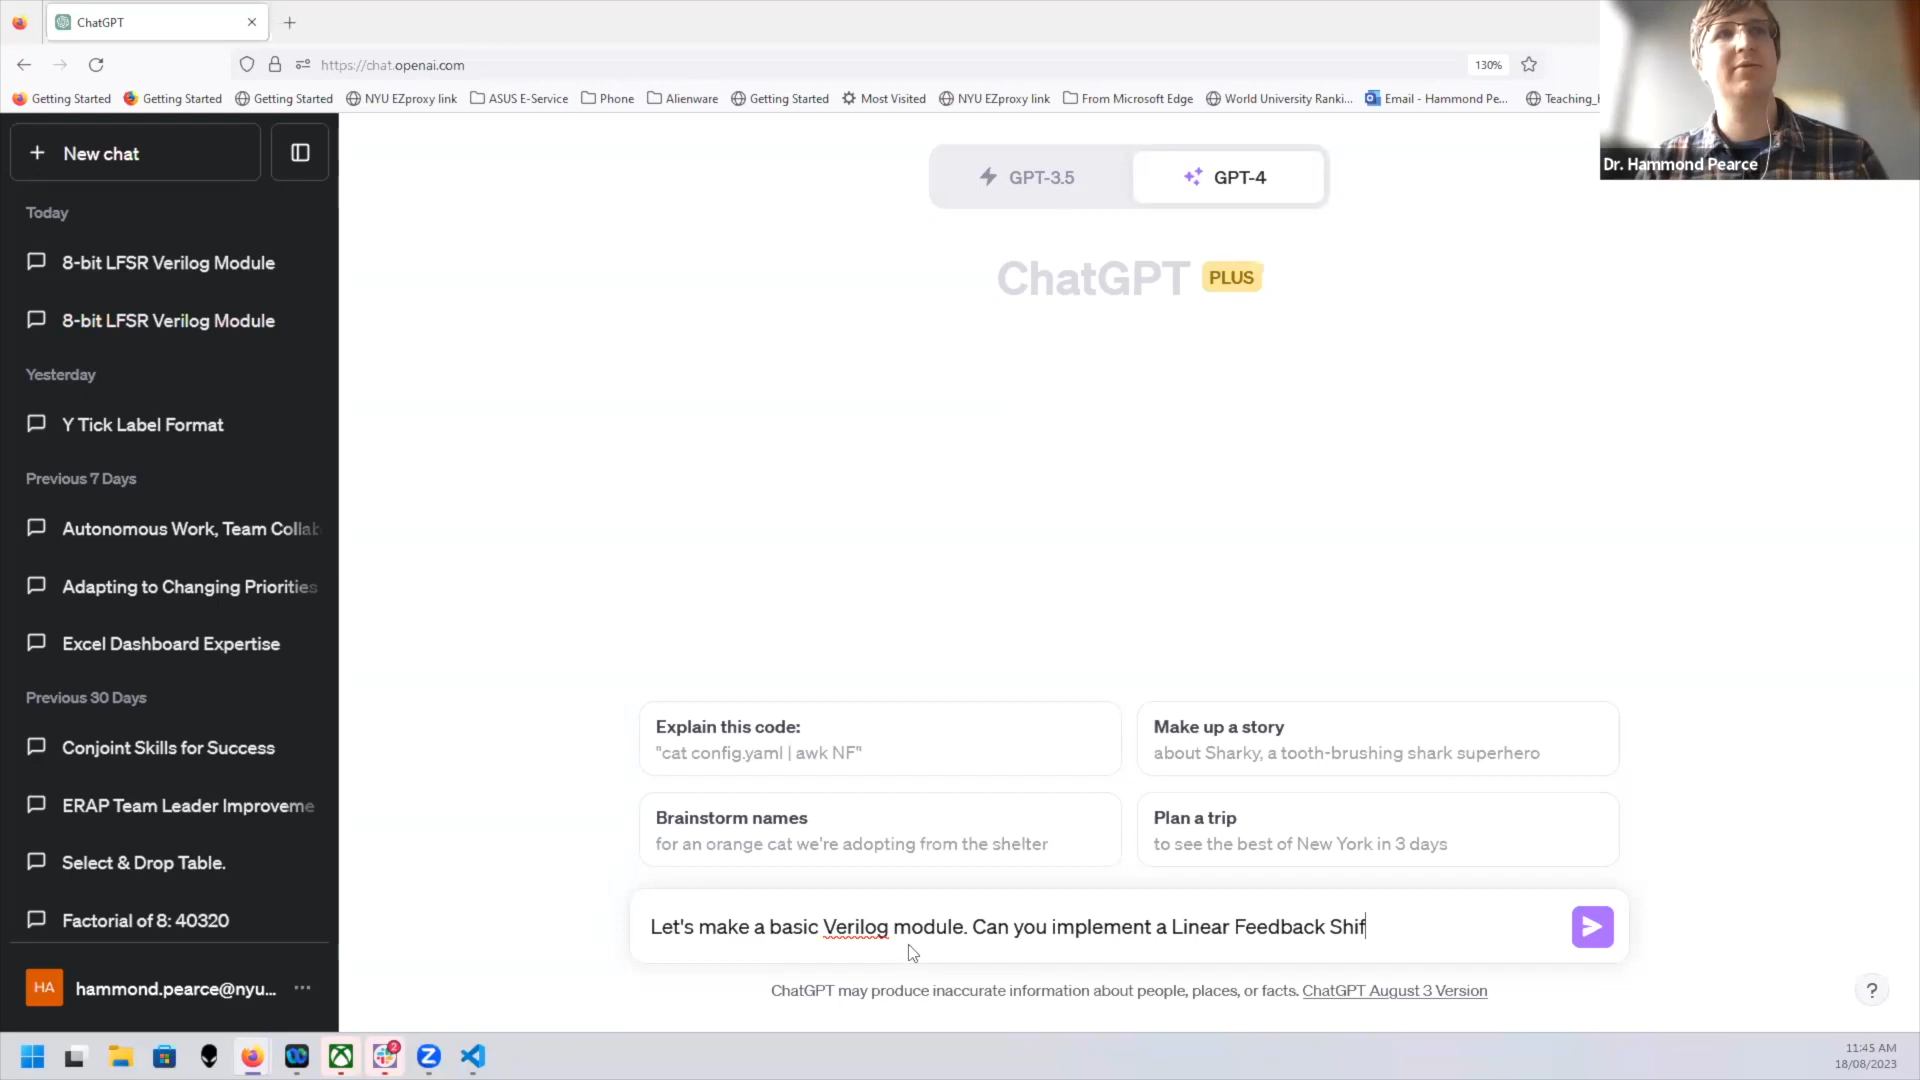 ChatGPT
https://chat.openai.com
130%
Getting Started
Getting Started
Getting Started
NYU EZproxy link
ASUS E-Service
Phone
Alienware
Getting Started
Most Visited
NYU EZproxy link
From Microsoft Edge
World University Ranki...
Email - Hammond Pe...
Teaching_
Dr. Hammond Pearce
New chat
GPT-3.5
GPT-4
ChatGPT PLUS
Today
8-bit LFSR Verilog Module
8-bit LFSR Verilog Module
Yesterday
Y Tick Label Format
Previous 7 Days
Autonomous Work, Team Collab
Adapting to Changing Priorities
Excel Dashboard Expertise
Previous 30 Days
Conjoint Skills for Success
ERAP Team Leader Improveme
Select & Drop Table.
Factorial of 8: 40320
HA
hammond.pearce@nyu...
Explain this code:
"cat config.yaml | awk NF"
Make up a story
about Sharky, a tooth-brushing shark superhero
Brainstorm names
for an orange cat we're adopting from the shelter
Plan a trip
to see the best of New York in 3 days
Let's make a basic Verilog module. Can you implement a Linear Feedback Shif
ChatGPT may produce inaccurate information about people, places, or facts. ChatGPT August 3 Version
?
2
11:45 AM
18/08/2023